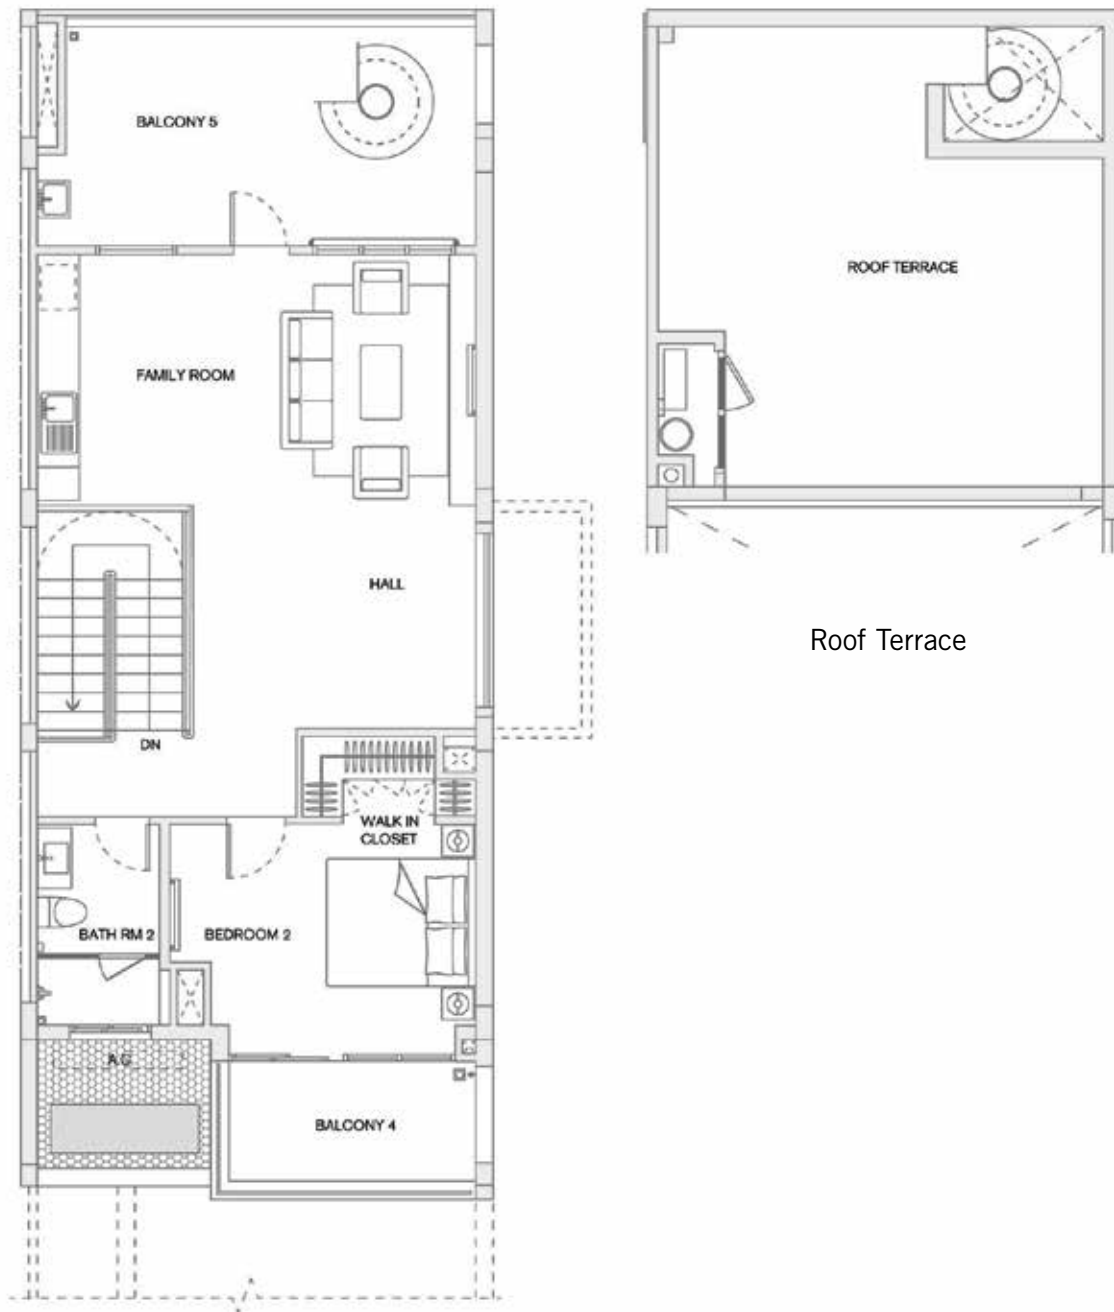 BALCONY 5
FAMILY ROOM
HALL
DN
WALK IN
CLOSET
BATH RM 2
BEDROOM 2
A.C
BALCONY 4
ROOF TERRACE
Roof Terrace